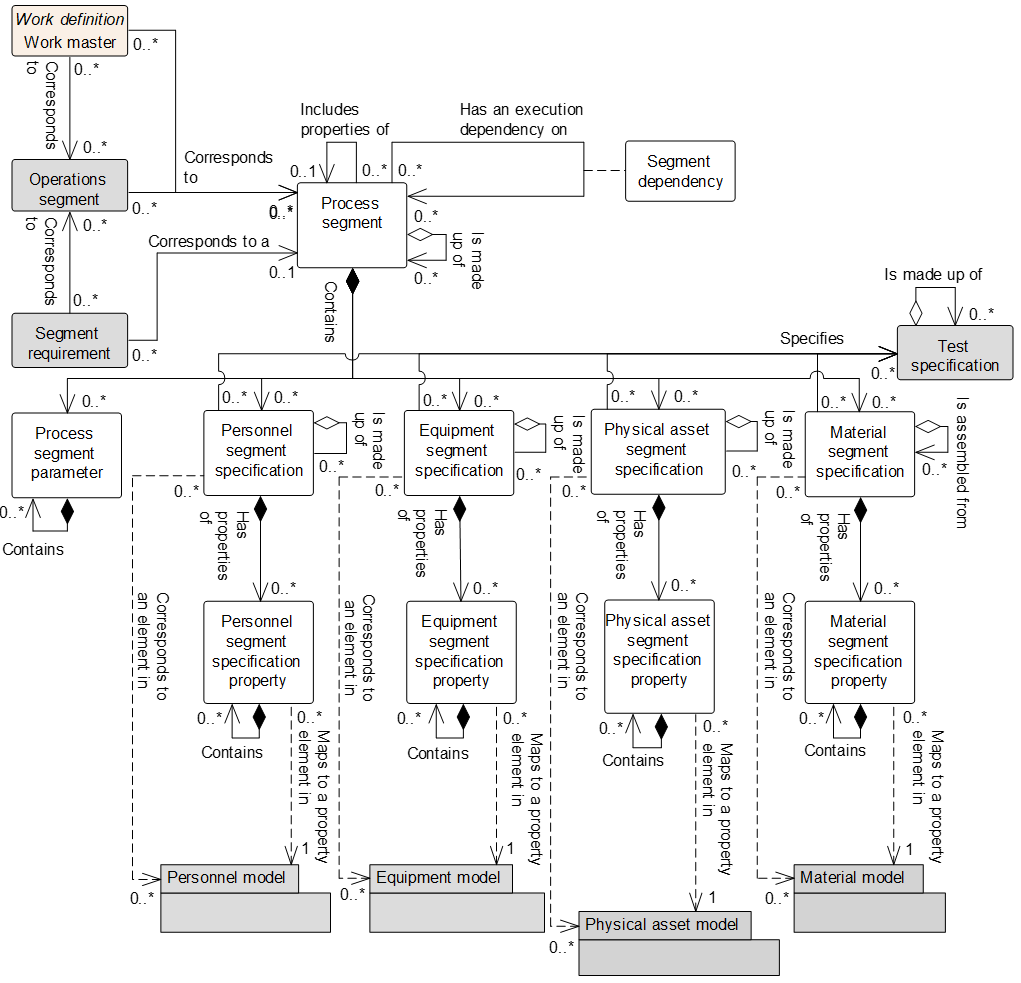 Work definition
Work master
0..*
0..*
Corresponds
to
0..*
Includes
properties of
Has an execution
dependency on
Corresponds
to
0..1
0..*
0..*
Segment
dependency
Operations
segment
0..*
0..*
Process
segment
0..*
0..*
Corresponds
to
0..*
Corresponds to a
0..1
Is made
up of
0..*
0..*
Contains
Is made up of
0..*
Segment
requirement
0..*
Specifies
Test
specification
0..*
0..*
0..*
0..*
0..*
0..*
0..*
0..*
0..*
0..*
Process
segment
parameter
Personnel
segment
specification
Is made
up of
0..*
Equipment
segment
specification
Is made
up of
0..*
Physical asset
segment
specification
Is made
up of
0..*
Material
segment
specification
Is assembled from
0..*
0..*
0..*
0..*
0..*
0..*
Contains
Has
properties
of
Has
properties
of
Has
properties
of
Has
properties
of
0..*
0..*
0..*
0..*
Corresponds to
an element in
Personnel
segment
specification
property
Corresponds to
an element in
Equipment
segment
specification
property
Corresponds to
an element in
Physical asset
segment
specification
property
Corresponds to
an element in
Material
segment
specification
property
0..*
0..*
0..*
0..*
0..*
0..*
0..*
0..*
Contains
Contains
Contains
Contains
Maps to a property
element in
Maps to a property
element in
Maps to a property
element in
Maps to a property
element in
1
1
1
1
Personnel model
0..*
Equipment model
0..*
Physical asset model
0..*
Material model
0..*